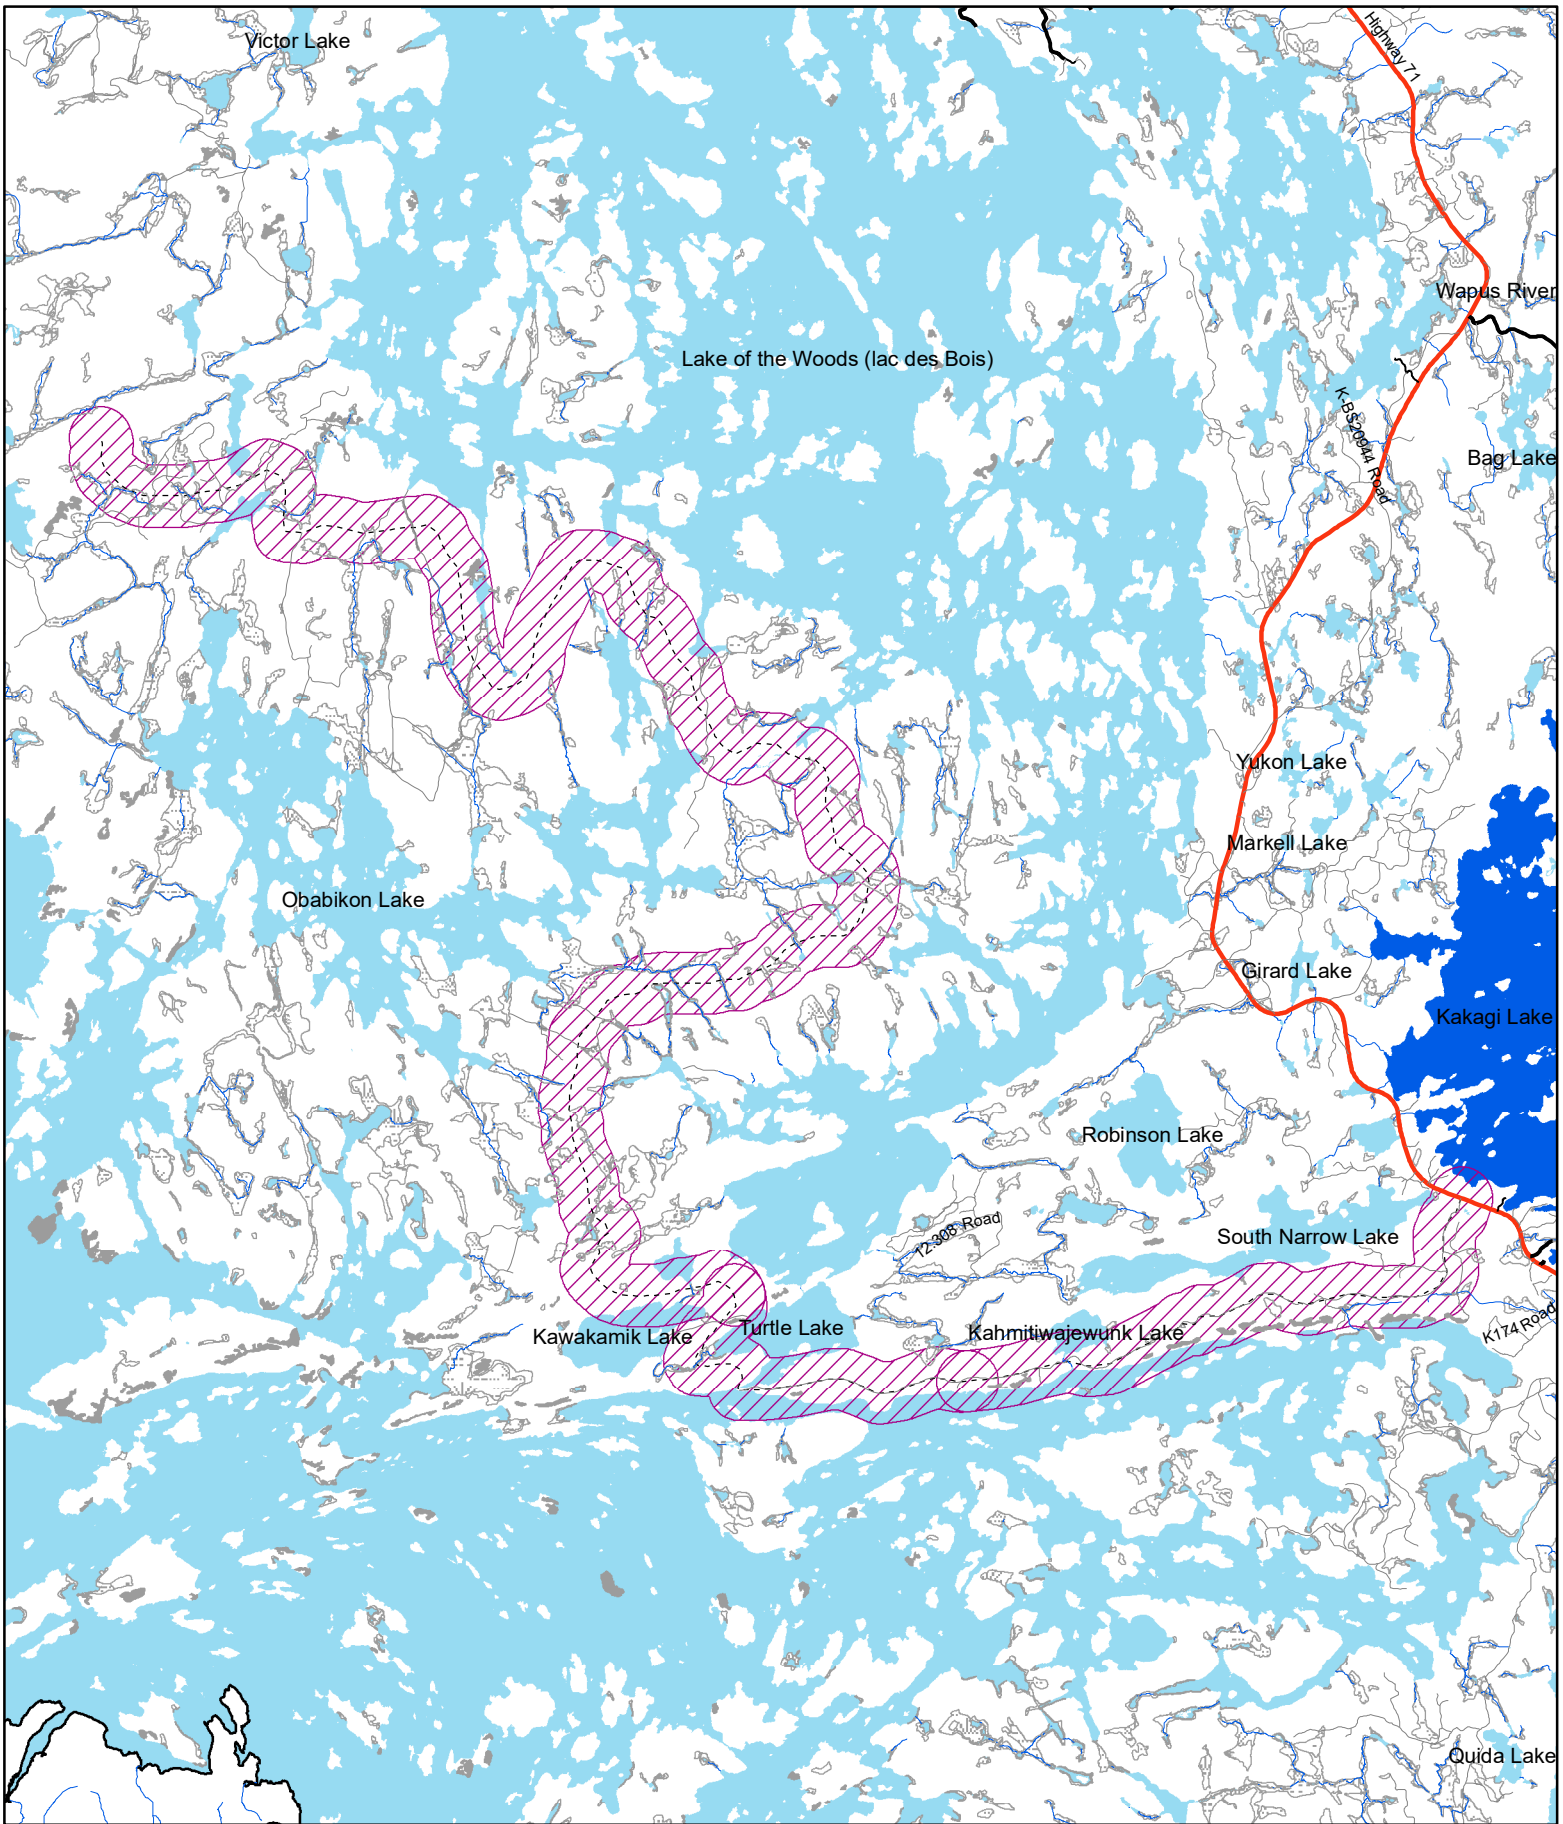 Victor Lake
Highway 71
Wapus River
Lake of the Woods (lac des Bois)
K-BS20944 Road
Bag Lake
Yukon Lake
Markell Lake
Obabikon Lake
Girard Lake
Kakagi Lake
Robinson Lake
12-308 Road
South Narrow Lake
Kawakamik Lake
Turtle Lake
Kahmitiwajewunk Lake
K174 Road
Quida Lake